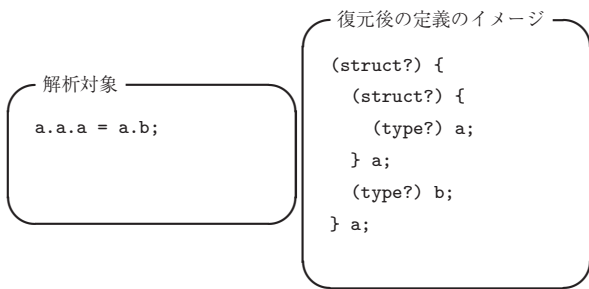 解析対象
a.a.a = a.b;
復元後の定義のイメージ
(struct?) {
(struct?) {
(type?) a;
} a;
(type?) b;
} a;